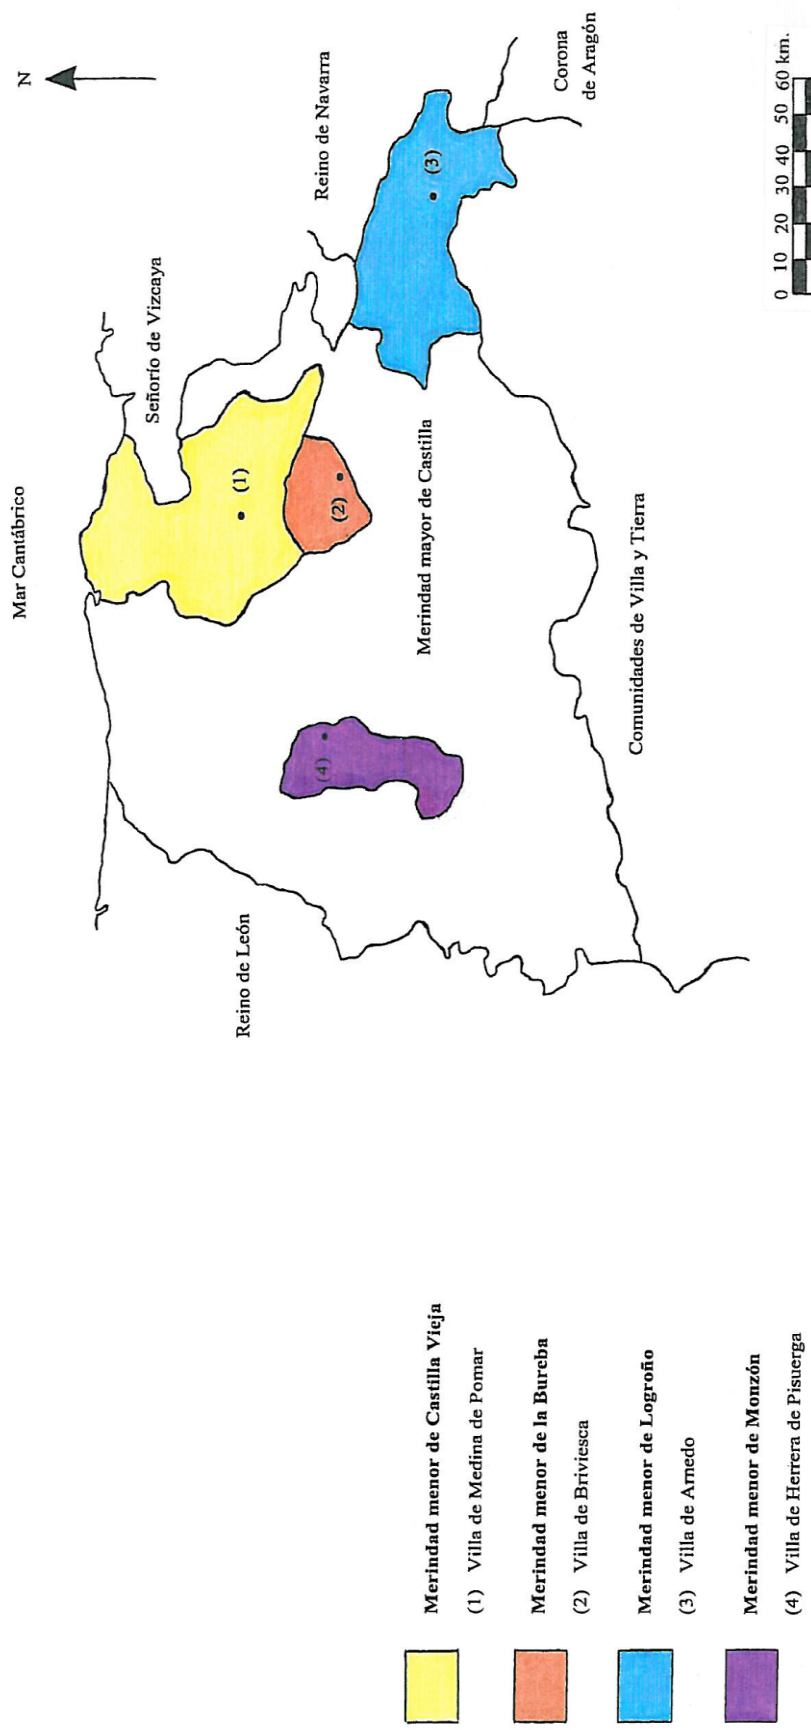 Mar Cantábrico
N
Señorío de Vizcaya
Reino de Navarra
(1)
(2)
(3)
(4)
Reino de León
Merindad mayor de Castilla
Corona
de Aragón
Comunidades de Villa y Tierra
0 10 20 30 40 50 60 km.
Merindad menor de Castilla Vieja
(1) Villa de Medina de Pomar
Merindad menor de la Bureba
(2) Villa de Briviesca
Merindad menor de Logroño
(3) Villa de Arnedo
Merindad menor de Monzón
(4) Villa de Herrera de Pisuerga